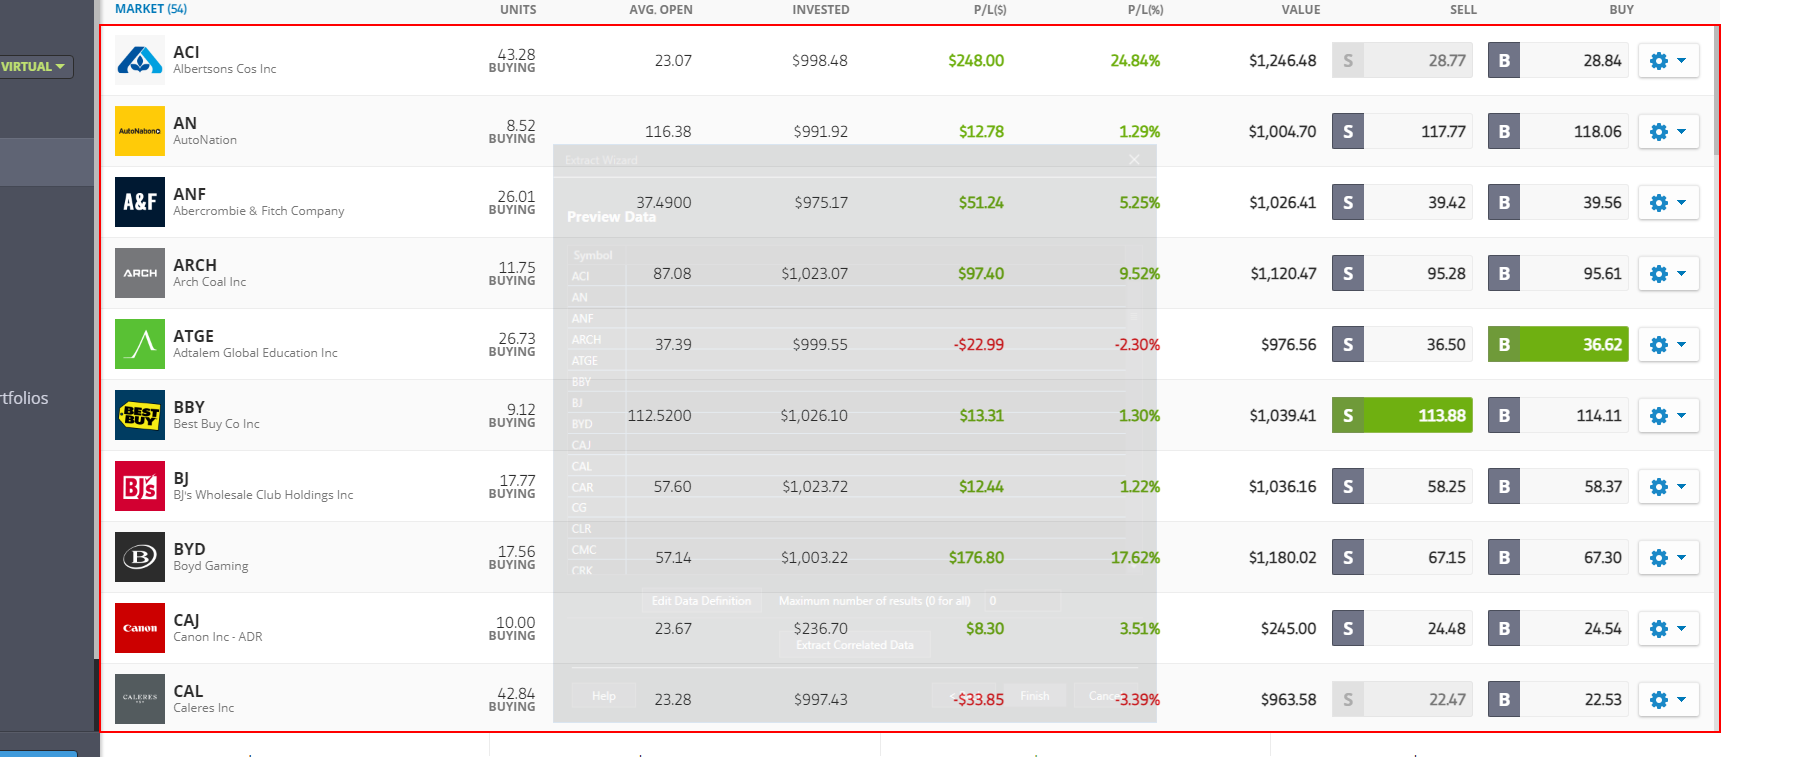 MARKET (54) UNITS AVG. OPEN INVESTED P/L($) P/L(%) VALUE SELL BUY
VIRTUAL
ACI 43.28 23.07 $998.48 $248.00 24.84% $1,246.48 S 28.77 B 28.84
Albertsons Cos Inc BUYING
AutoNation AN 8.52 116.38 $991.92 $12.78 1.29% $1,004.70 S 117.77 B 118.06
AutoNation BUYING
Extract Wizard
A&F ANF 26.01 37.4900 $975.17 $51.24 5.25% $1,026.41 S 39.42 B 39.56
Abercrombie & Fitch Company BUYING
Preview Data
Symbol
ARCH ARCH 11.75 87.08 $1,023.07 $97.40 9.52% $1,120.47 S 95.28 B 95.61
Arch Coal Inc BUYING
ACI
AN
ANF
ARCH
ATGE 26.73 37.39 $999.55 -$22.99 -2.30% $976.56 S 36.50 B 36.62
Adtalem Global Education Inc BUYING
ATGE
BBY
rtfolios
BEST BUY BBY 9.12 112.5200 $1,026.10 $13.31 1.30% $1,039.41 S 113.88 B 114.11
Best Buy Co Inc BUYING
BJ
BYD
CAJ
CAL
BJ's BJ 17.77 57.60 $1,023.72 $12.44 1.22% $1,036.16 S 58.25 B 58.37
BJ's Wholesale Club Holdings Inc BUYING
CAR
CG
CLR
B BYD 17.56 57.14 $1,003.22 $176.80 17.62% $1,180.02 S 67.15 B 67.30
Boyd Gaming BUYING
CMC
CRK
Edit Data Definition Maximum number of results (0 for all) 0
Canon CAJ 10.00 23.67 $236.70 $8.30 3.51% $245.00 S 24.48 B 24.54
Canon Inc - ADR BUYING
Extract Correlated Data
CALERES CAL 42.84 23.28 $997.43 -$33.85 -3.39% $963.58 S 22.47 B 22.53
Caleres Inc BUYING
Help Finish Cancel